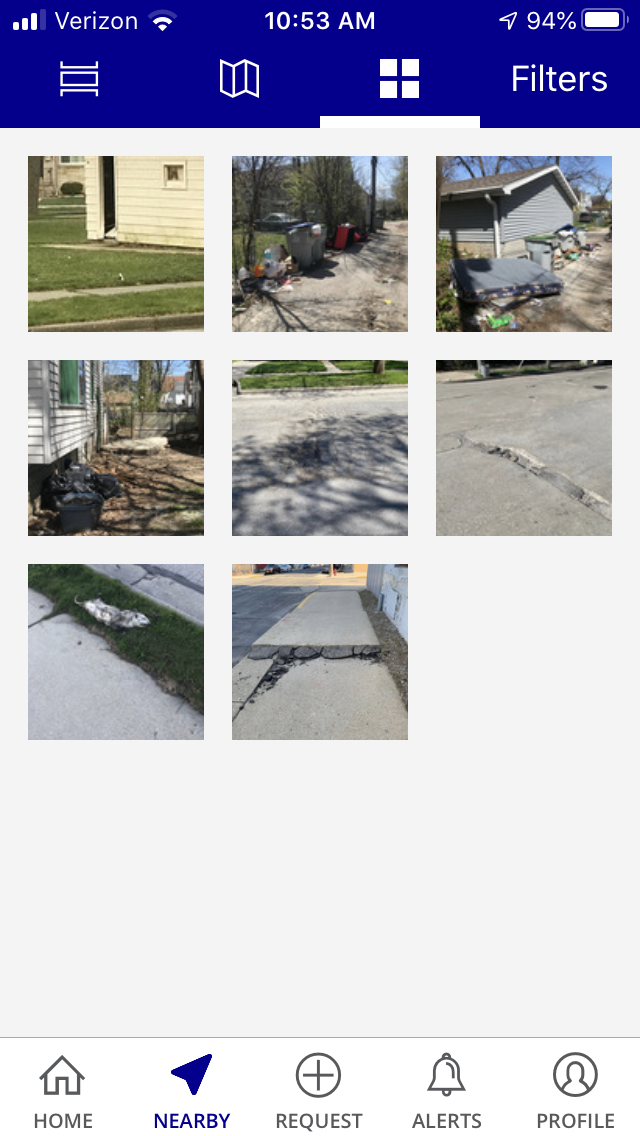 Verizon 10:53 AM 94%
Filters
HOME NEARBY REQUEST ALERTS PROFILE